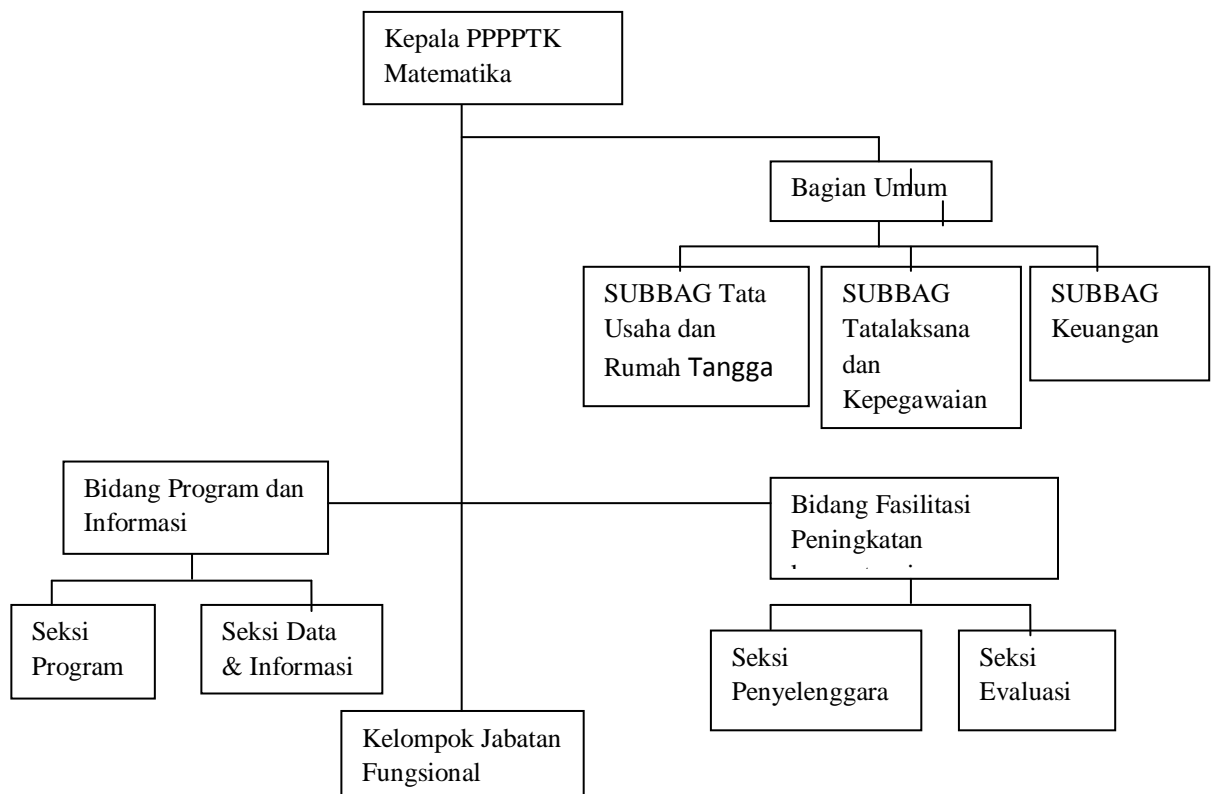 Kepala PPPPTK
Matematika
Bagian Umum
SUBBAG Tata
Usaha dan
Rumah Tangga
SUBBAG
Tatalaksana
dan
Kepegawaian
SUBBAG
Keuangan
Bidang Program dan
Informasi
Bidang Fasilitasi
Peningkatan
Seksi
Program
Seksi Data
& Informasi
Seksi
Penyelenggara
Seksi
Evaluasi
Kelompok Jabatan
Fungsional